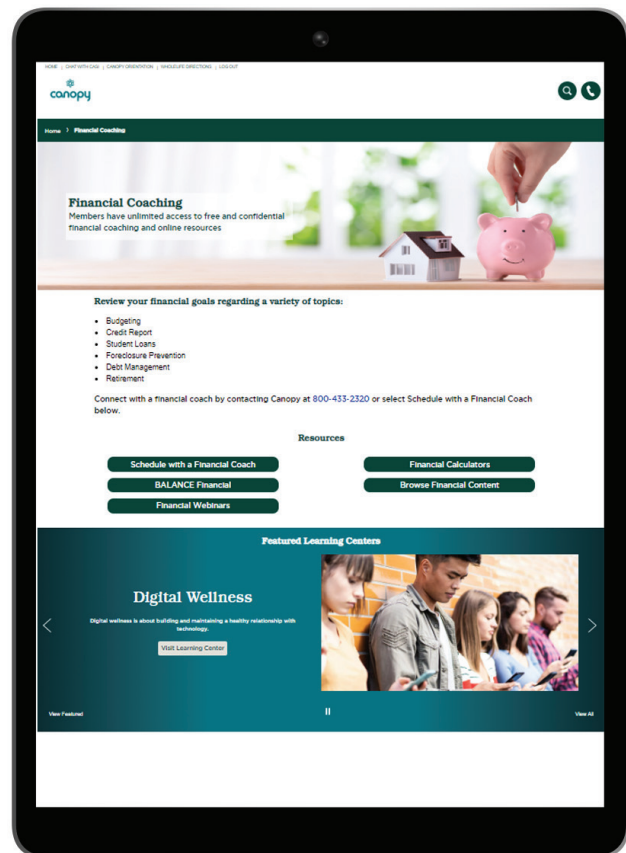 HOME | CHAT WITH CASI | CANOPY ORIENTATION | WHOLELIFE DIRECTIONS | LOG OUT
canopy
Home > Financial Coaching
Financial Coaching
Members have unlimited access to free and confidential
financial coaching and online resources
Review your financial goals regarding a variety of topics:
• Budgeting
• Credit Report
• Student Loans
• Foreclosure Prevention
• Debt Management
• Retirement
Connect with a financial coach by contacting Canopy at 800-433-2320 or select Schedule with a Financial Coach
below.
Resources
Schedule with a Financial Coach
Financial Calculators
BALANCE Financial
Browse Financial Content
Financial Webinars
Featured Learning Centers
Digital Wellness
Digital wellness is about building and maintaining a healthy relationship with
technology.
Visit Learning Center
View Featured
View All